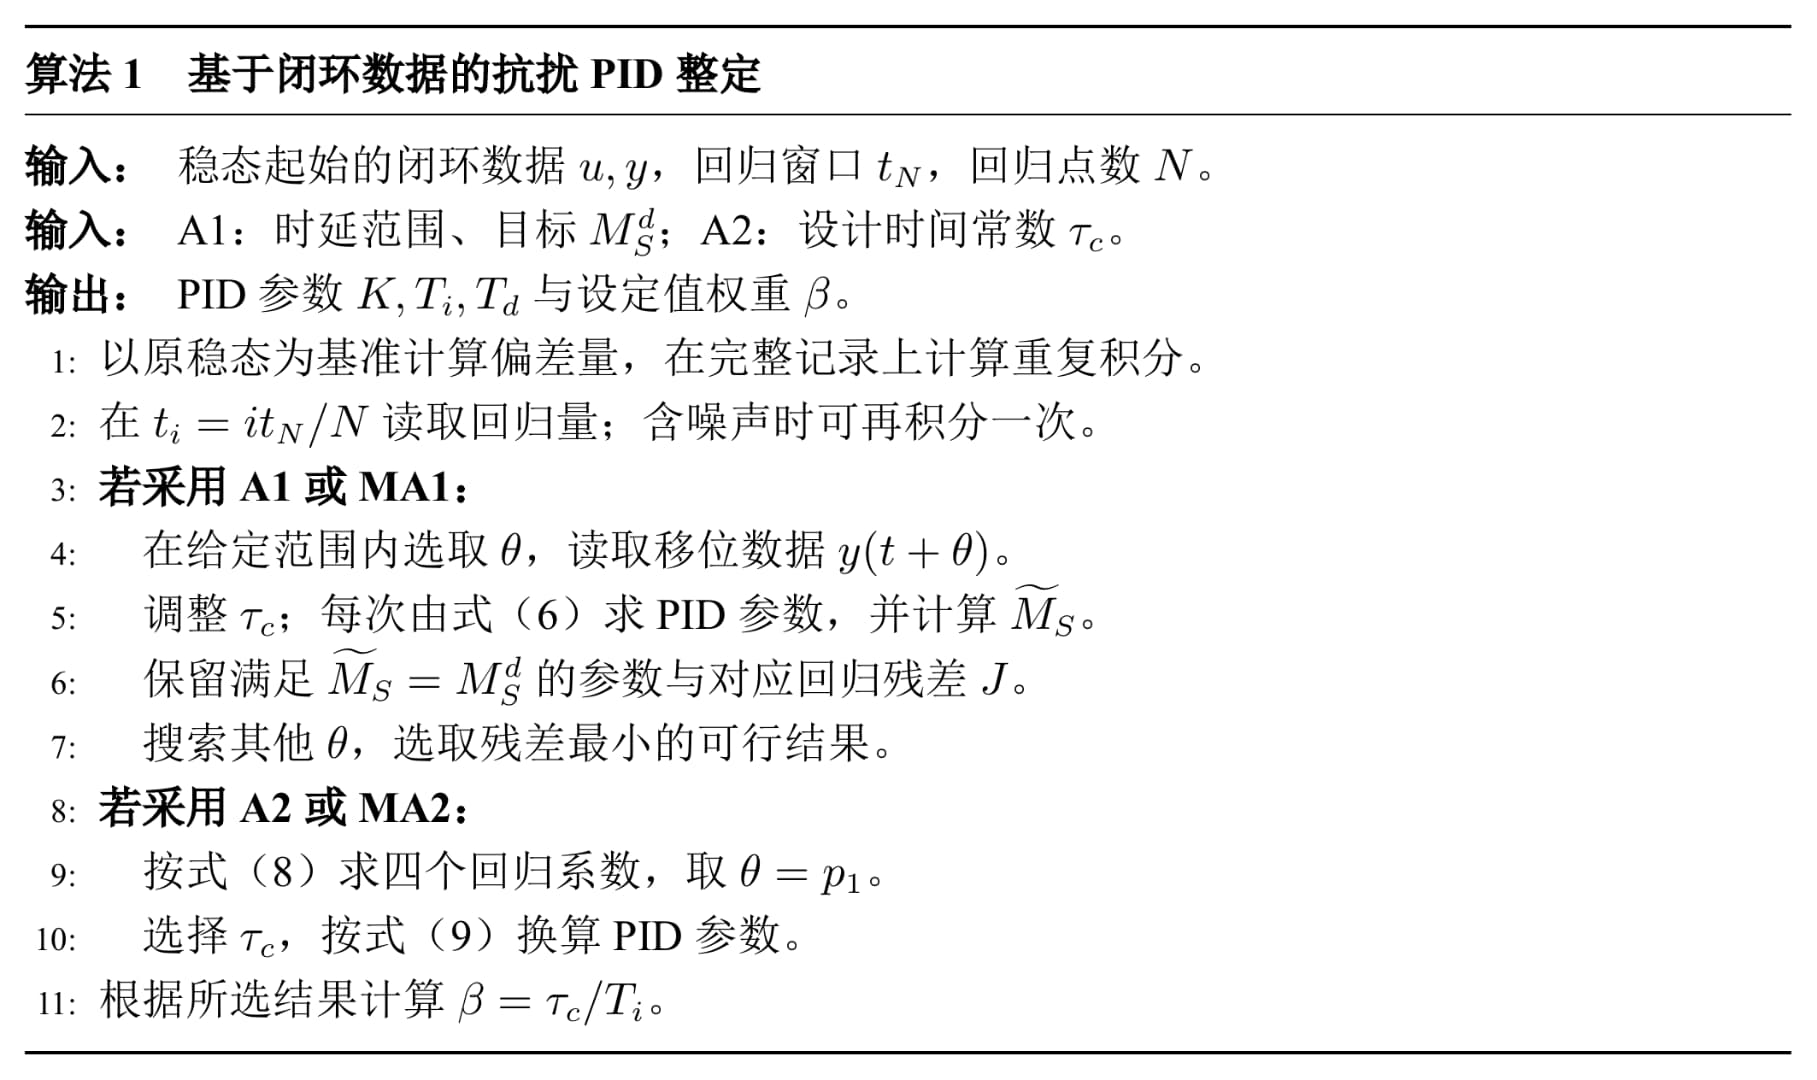 算法 1 基于闭环数据的抗扰 PID 整定
输入： 稳态起始的闭环数据 $u, y$，回归窗口 $t_N$，回归点数 $N$。
输入： A1：时延范围、目标 $M_S^d$；A2：设计时间常数 $\tau_c$。
输出： PID 参数 $K, T_i, T_d$ 与设定值权重 $\beta$。
1: 以原稳态为基准计算偏差量，在完整记录上计算重复积分。
2: 在 $t_i = it_N/N$ 读取回归量；含噪声时可再积分一次。
3: 若采用 A1 或 MA1：
4: 在给定范围内选取 $\theta$，读取移位数据 $y(t + \theta)$。
5: 调整 $\tau_c$；每次由式（6）求 PID 参数，并计算 $\widetilde{M}_S$。
6: 保留满足 $\widetilde{M}_S = M_S^d$ 的参数与对应回归残差 $J$。
7: 搜索其他 $\theta$，选取残差最小的可行结果。
8: 若采用 A2 或 MA2：
9: 按式（8）求四个回归系数，取 $\theta = p_1$。
10: 选择 $\tau_c$，按式（9）换算 PID 参数。
11: 根据所选结果计算 $\beta = \tau_c/T_i$。